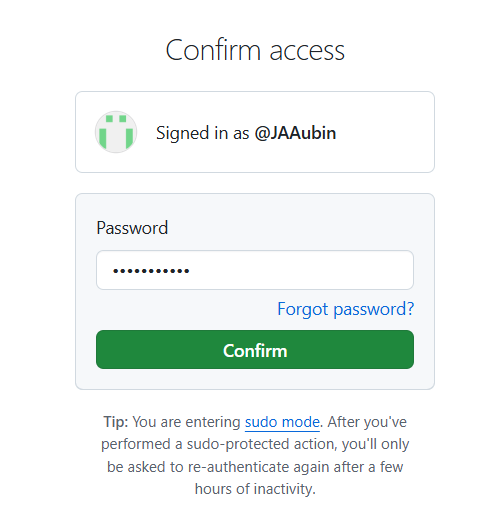 Confirm access
Signed in as @JAAubin
Password
•••••••••••
Forgot password?
Confirm
Tip: You are entering sudo mode. After you've
performed a sudo-protected action, you'll only
be asked to re-authenticate again after a few
hours of inactivity.